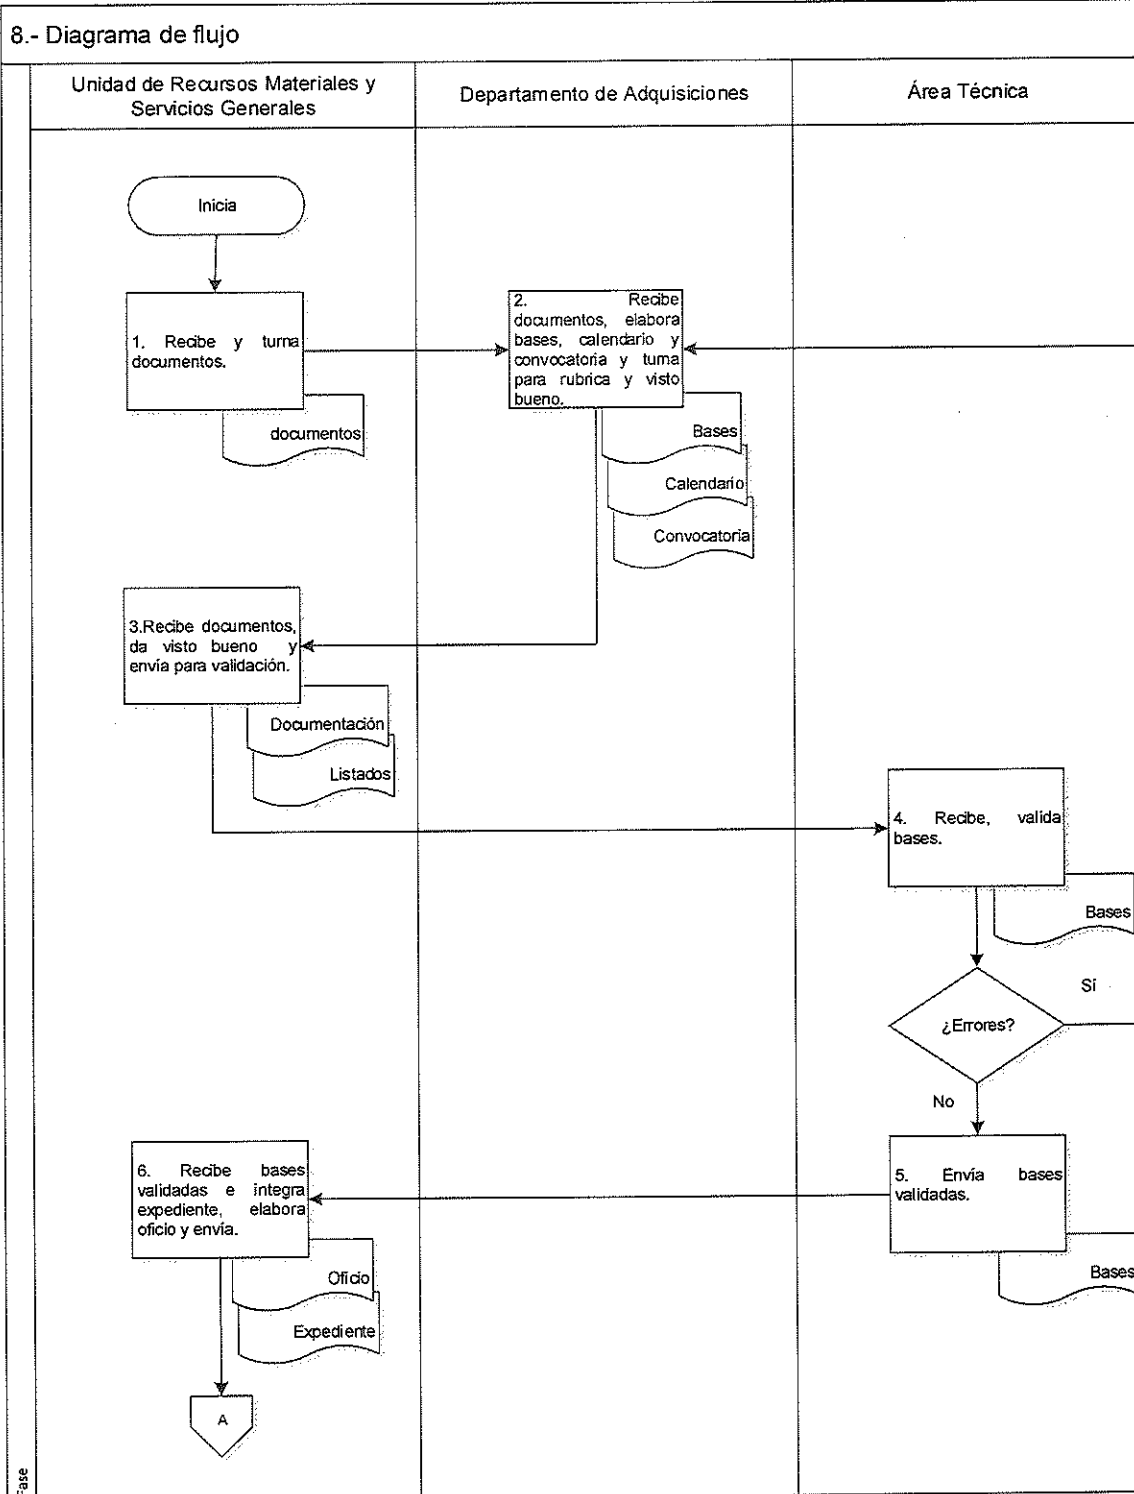 8.- Diagrama de flujo
Unidad de Recursos Materiales y
Servicios Generales
Departamento de Adquisiciones
Área Técnica
Inicia
1. Recibe y turna
documentos.
documentos
2. Recibe
documentos, elabora
bases, calendario y
convocatoria y turna
para rubrica y visto
bueno.
Bases
Calendario
Convocatoria
3.Recibe documentos,
da visto bueno y
envía para validación.
Documentación
Listados
4. Recibe, valida
bases.
Bases
¿Errores?
Sí
No
5. Envía bases
validadas.
Bases
6. Recibe bases
validadas e integra
expediente, elabora
oficio y envía.
Oficio
Expediente
A
Fase